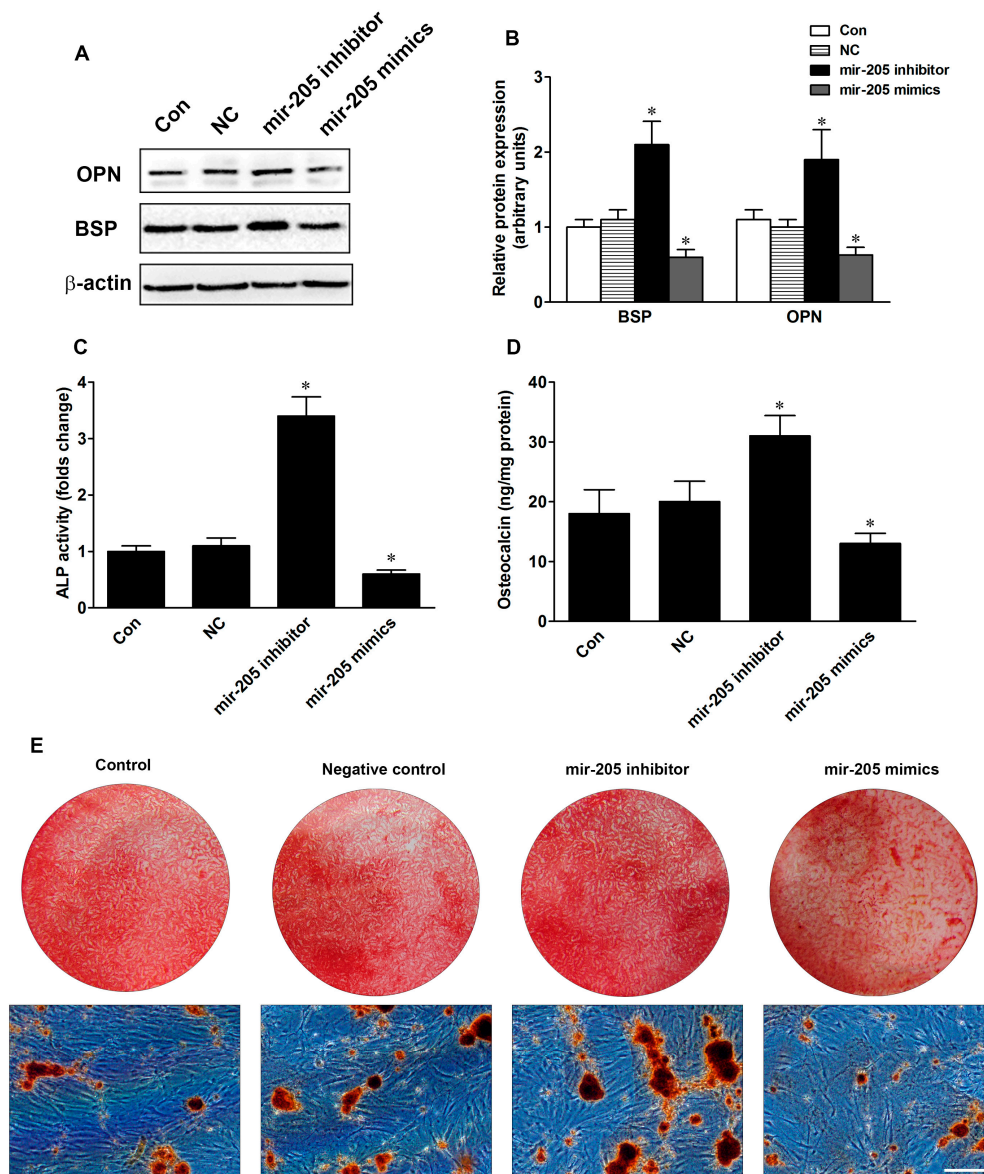 A
Con
NC
mir-205 inhibitor
mir-205 mimics
OPN
BSP
β-actin
B
Con
NC
mir-205 inhibitor
mir-205 mimics
Relative protein expression
(arbitrary units)
3
2
1
0
*
*
*
*
BSP
OPN
C
ALP activity (folds change)
4
3
2
1
0
*
*
Con
NC
mir-205 inhibitor
mir-205 mimics
D
Osteocalcin (ng/mg protein)
40
30
20
10
0
*
*
Con
NC
mir-205 inhibitor
mir-205 mimics
E
Control
Negative control
mir-205 inhibitor
mir-205 mimics